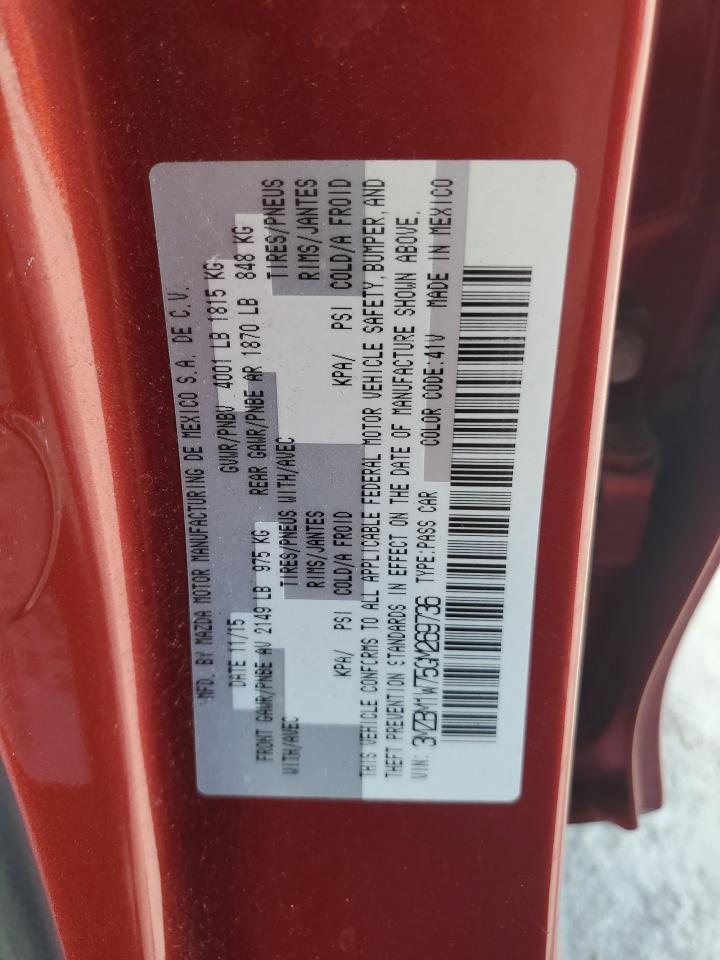 MFD. BY MAZDA MOTOR MANUFACTURING DE MEXICO S.A. DE C.V.
DATE 11/15 GVWR/PNBV 4001 LB 1815 KG
FRONT GAWR/PNBE AV 2149 LB 975 KG REAR GAWR/PNBE AR 1870 LB 848 KG
WITH/AVEC TIRES/PNEUS WITH/AVEC TIRES/PNEUS
RIMS/JANTES RIMS/JANTES
KPA/ PSI COLD/A FROID KPA/ PSI COLD/A FROID
THIS VEHICLE CONFORMS TO ALL APPLICABLE FEDERAL MOTOR VEHICLE SAFETY, BUMPER, AND
THEFT PREVENTION STANDARDS IN EFFECT ON THE DATE OF MANUFACTURE SHOWN ABOVE.
VIN: 3MZBM1W75GM269736 TYPE:PASS CAR COLOR CODE:41V MADE IN MEXICO